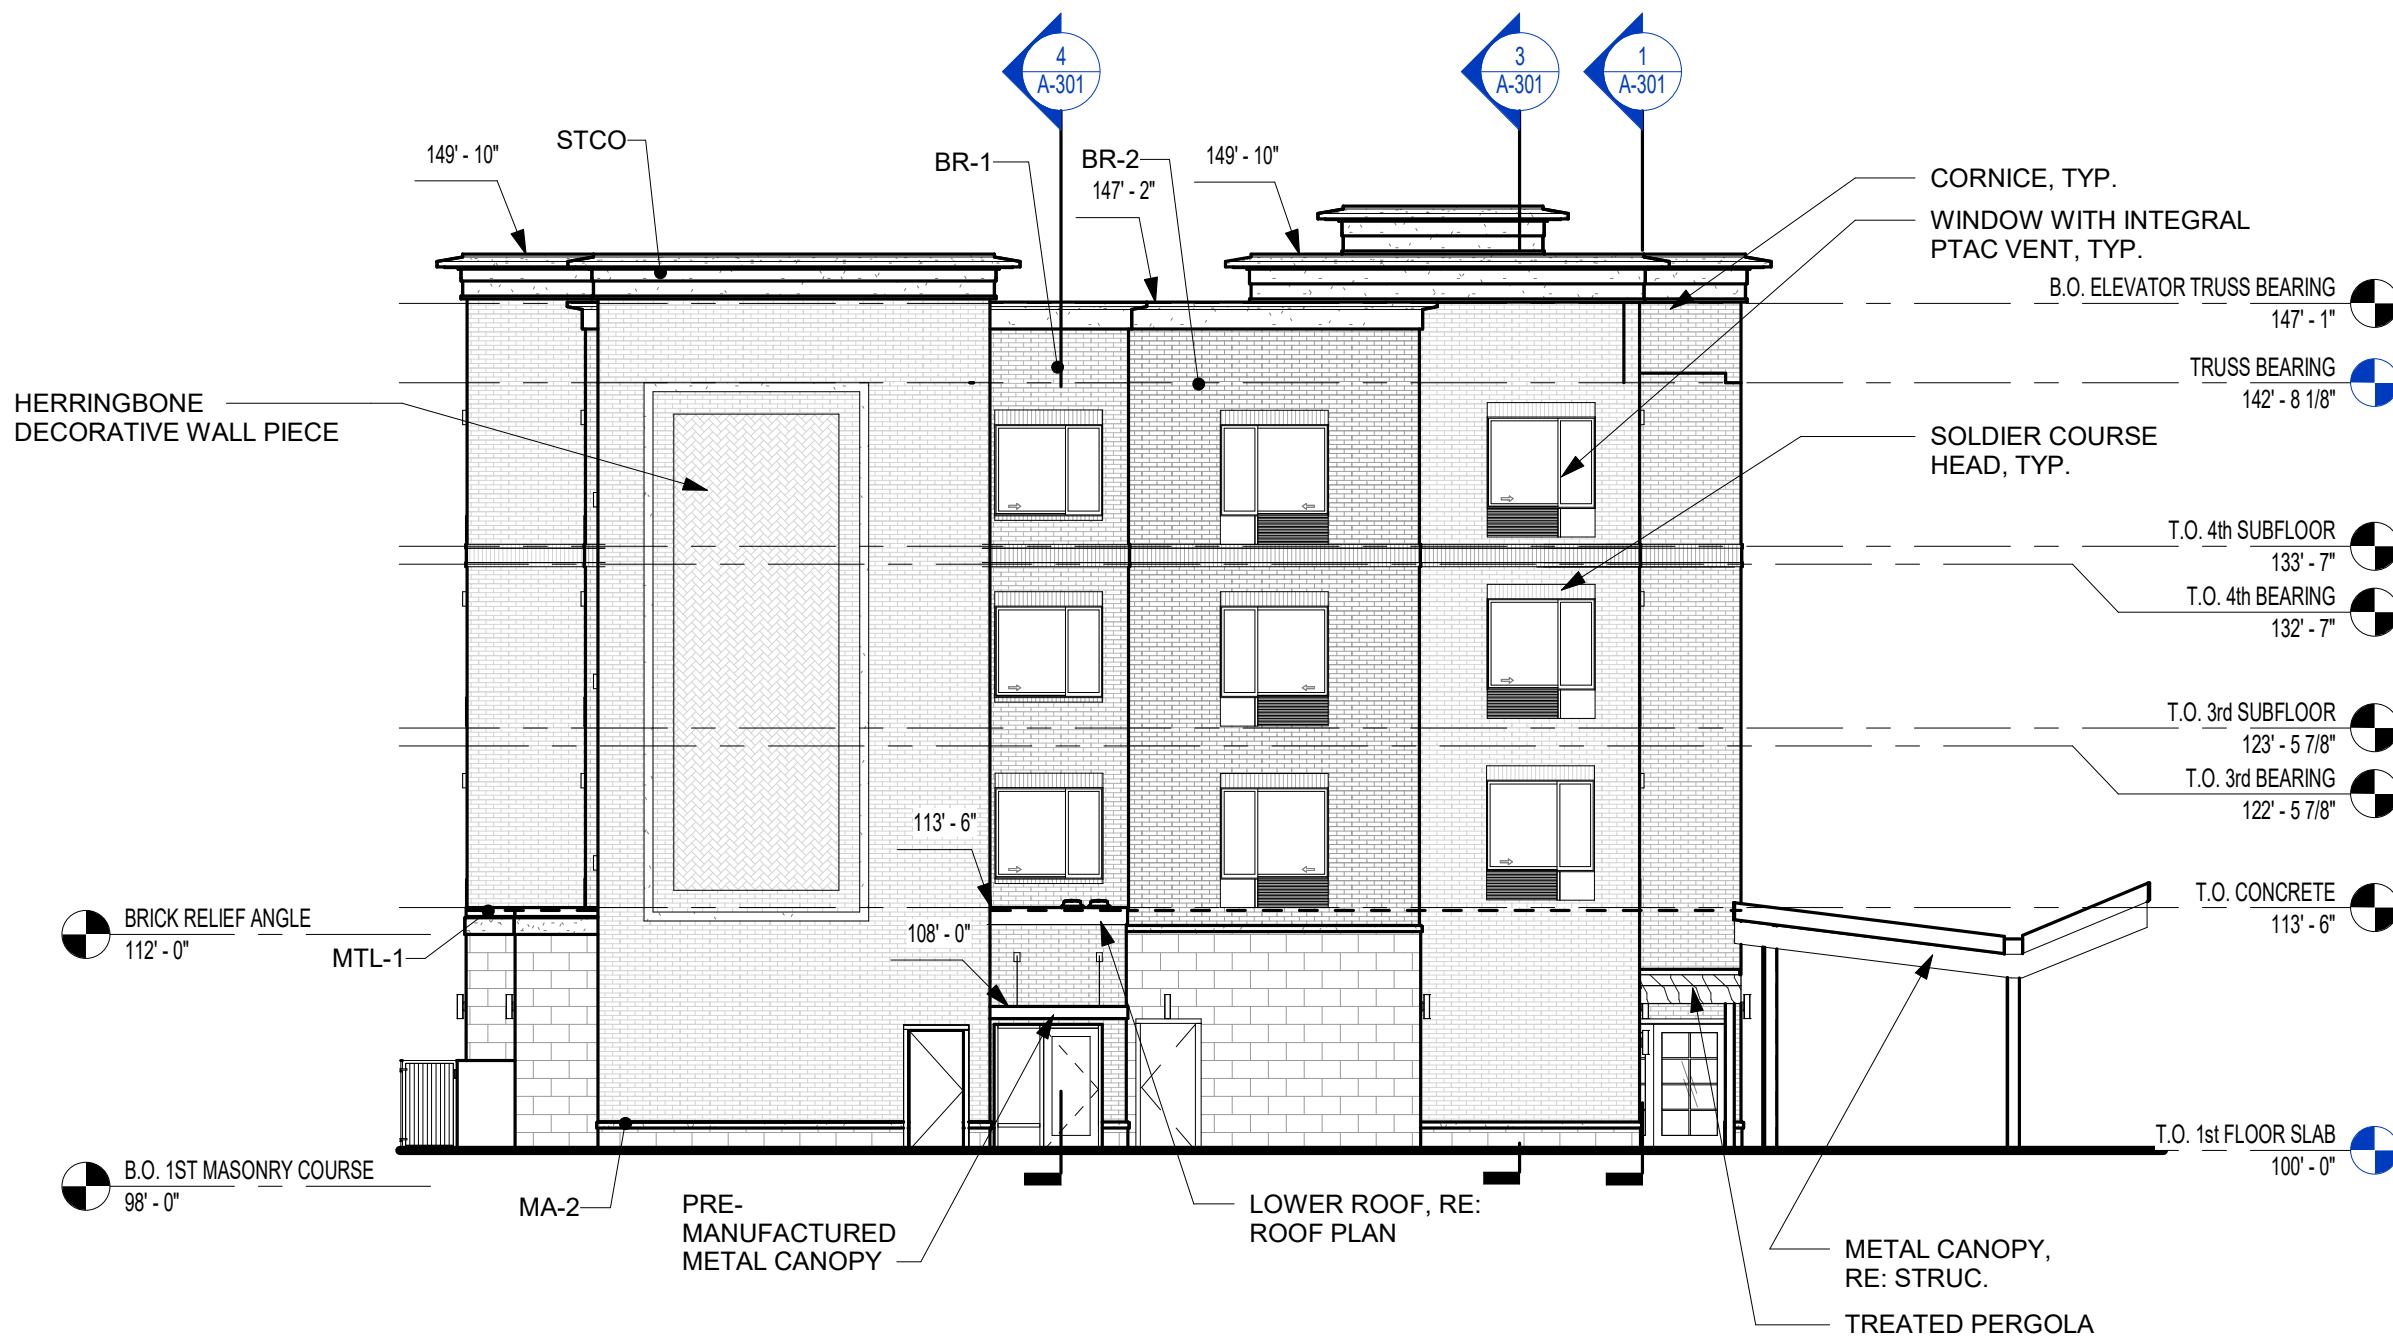 4
A-301
3
A-301
1
A-301
149' - 10"
STCO
BR-1
BR-2
147' - 2"
149' - 10"
CORNICE, TYP.
WINDOW WITH INTEGRAL
PTAC VENT, TYP.
B.O. ELEVATOR TRUSS BEARING
147' - 1"
TRUSS BEARING
142' - 8 1/8"
HERRINGBONE
DECORATIVE WALL PIECE
SOLDIER COURSE
HEAD, TYP.
T.O. 4th SUBFLOOR
133' - 7"
T.O. 4th BEARING
132' - 7"
T.O. 3rd SUBFLOOR
123' - 5 7/8"
T.O. 3rd BEARING
122' - 5 7/8"
113' - 6"
T.O. CONCRETE
113' - 6"
BRICK RELIEF ANGLE
112' - 0"
MTL-1
108' - 0"
T.O. 1st FLOOR SLAB
100' - 0"
B.O. 1ST MASONRY COURSE
98' - 0"
MA-2
PRE-
MANUFACTURED
METAL CANOPY
LOWER ROOF, RE:
ROOF PLAN
METAL CANOPY,
RE: STRUC.
TREATED PERGOLA